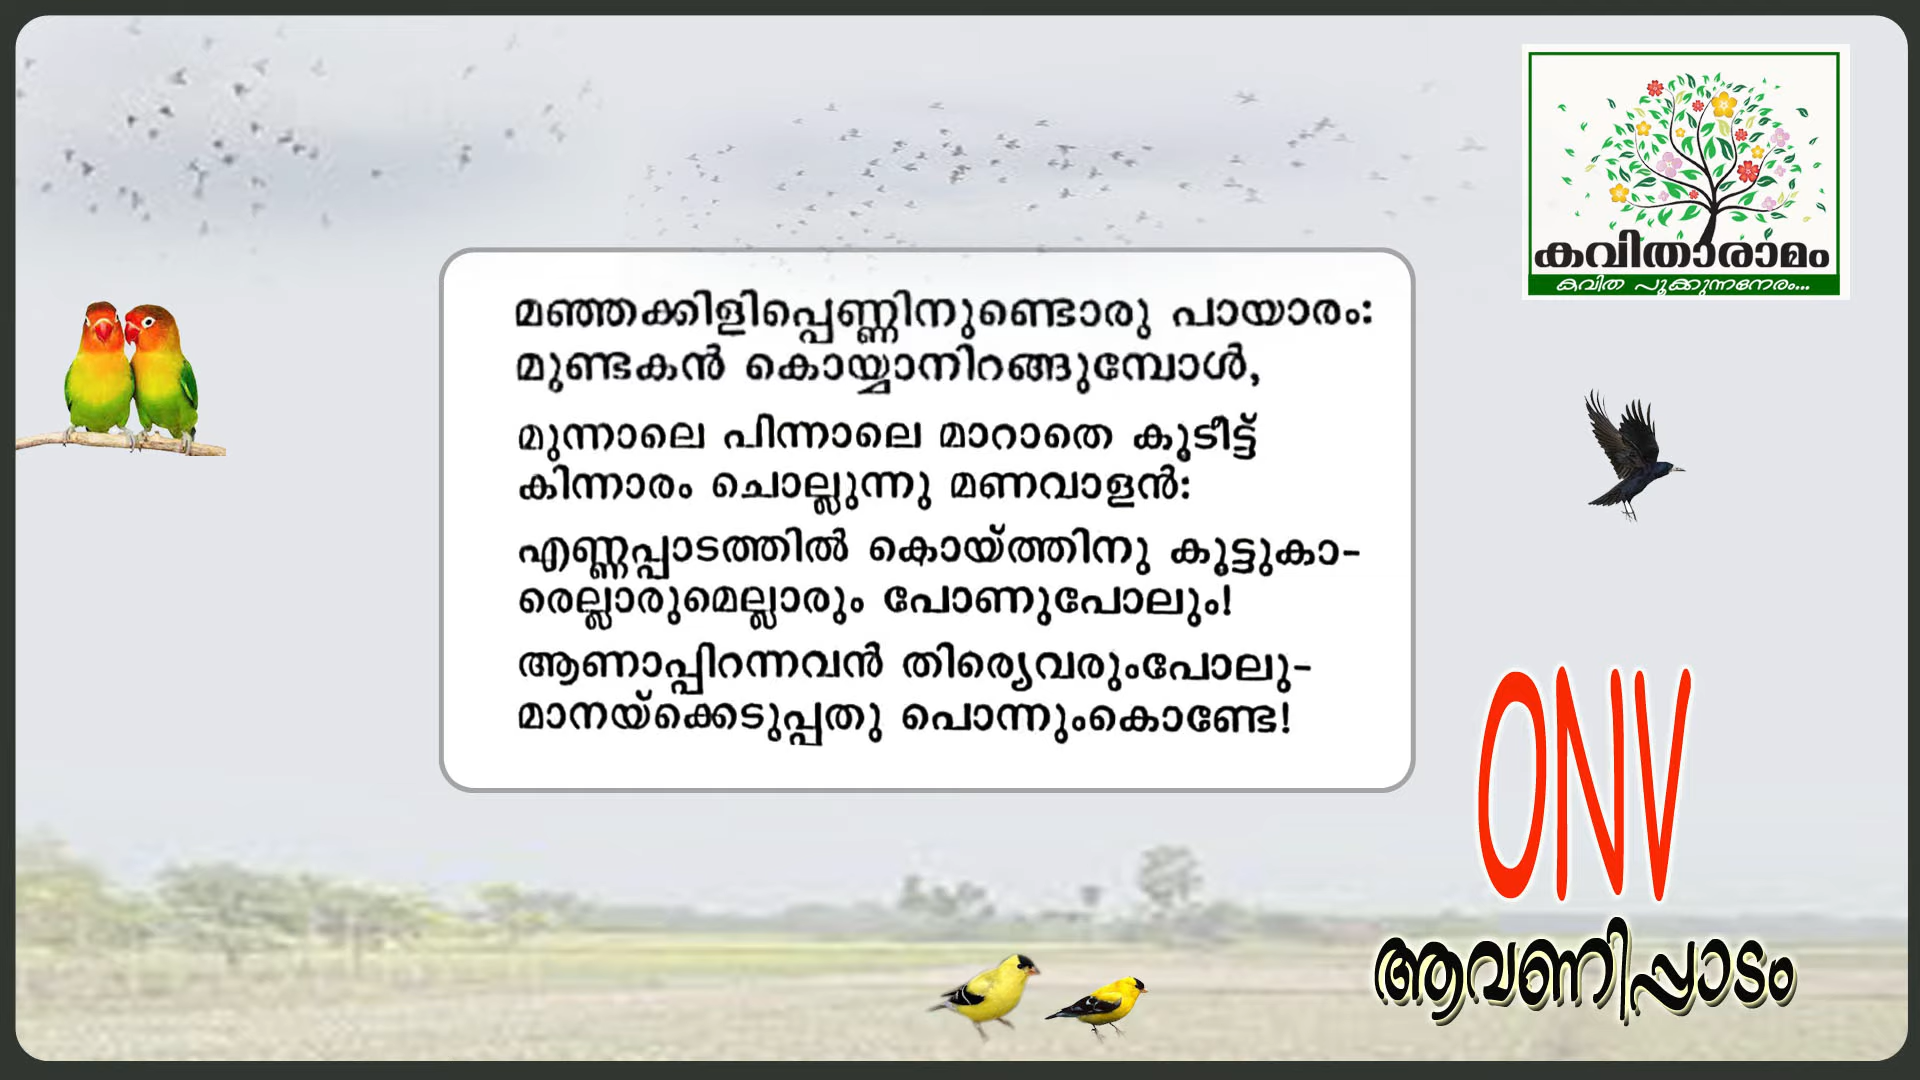 കവിതാരാമം
കവിത പൂക്കുന്നനേരം...
മഞ്ഞക്കിളിപ്പെണ്ണിനുണ്ടൊരു പായാരം:
മുണ്ടകൻ കൊയ്യാനിറങ്ങുമ്പോൾ,
മുന്നാലെ പിന്നാലെ മാറാതെ കൂടീട്ട്
കിന്നാരം ചൊല്ലുന്നു മണവാളൻ:
എണ്ണപ്പാടത്തിൽ കൊയ്ത്തിനു കൂട്ടുകാ-
രെല്ലാരുമെല്ലാരും പോണുപോലും!
ആണാപ്പിറന്നവൻ തിര്യെവരുംപോലു-
മാനയ്ക്കെടുപ്പതു പൊന്നുംകൊണ്ടേ!
ONV
ആവണിപ്പാടം